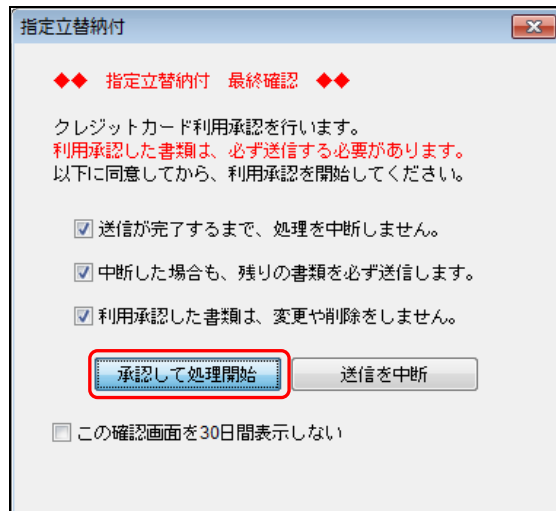 指定立替納付
◆◆ 指定立替納付 最終確認 ◆◆
クレジットカード利用承認を行います。
利用承認した書類は、必ず送信する必要があります。
以下に同意してから、利用承認を開始してください。
送信が完了するまで、処理を中断しません。
中断した場合も、残りの書類を必ず送信します。
利用承認した書類は、変更や削除をしません。
承認して処理開始 送信を中断
この確認画面を30日間表示しない